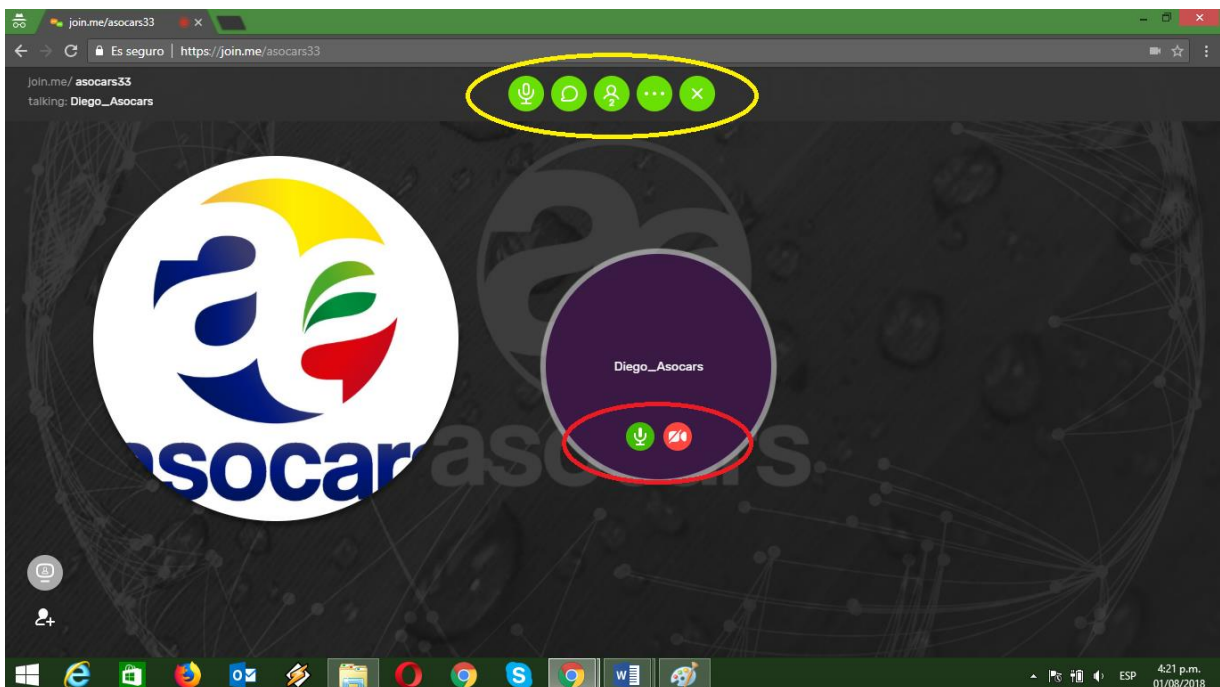 join.me/asocars33
Es seguro | https://join.me/asocars33
join.me/ asocars33
talking: Diego_Asocars
2
asocars
Diego_Asocars
asocars
ESP
4:21 p.m.
01/08/2018